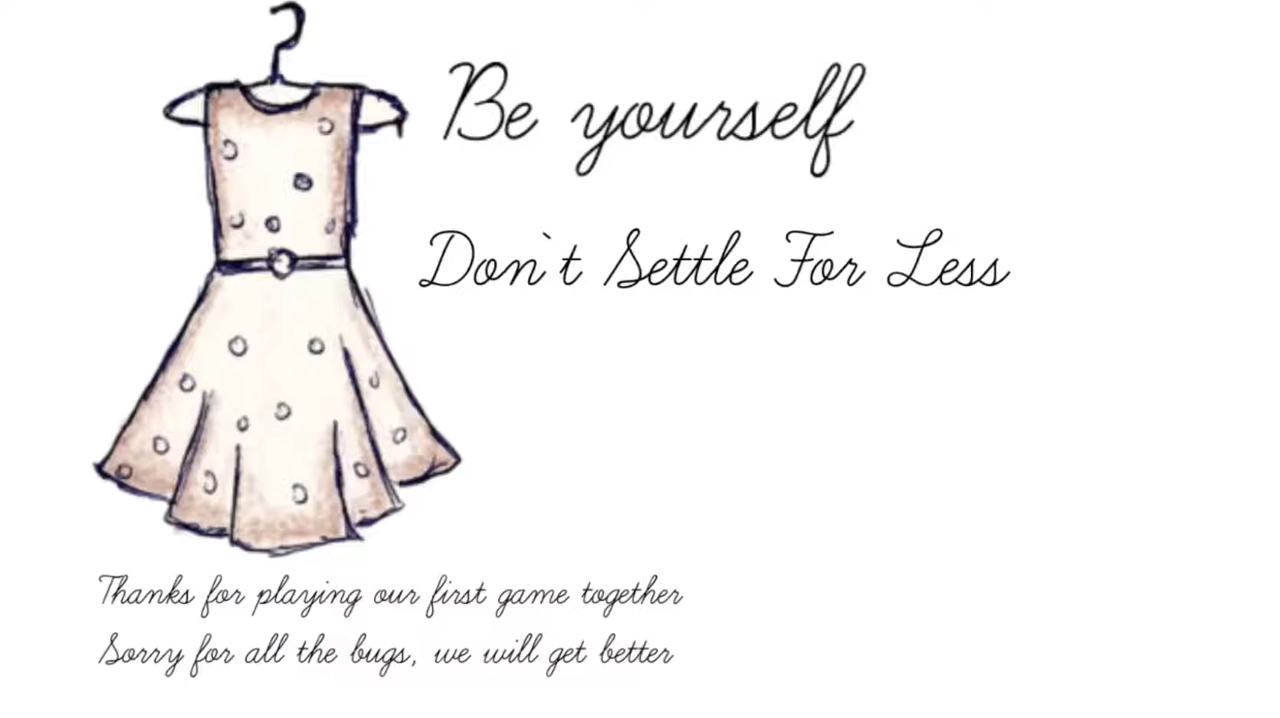 Be yourself
Don`t Settle For Less
Thanks for playing our first game together
Sorry for all the bugs, we will get better